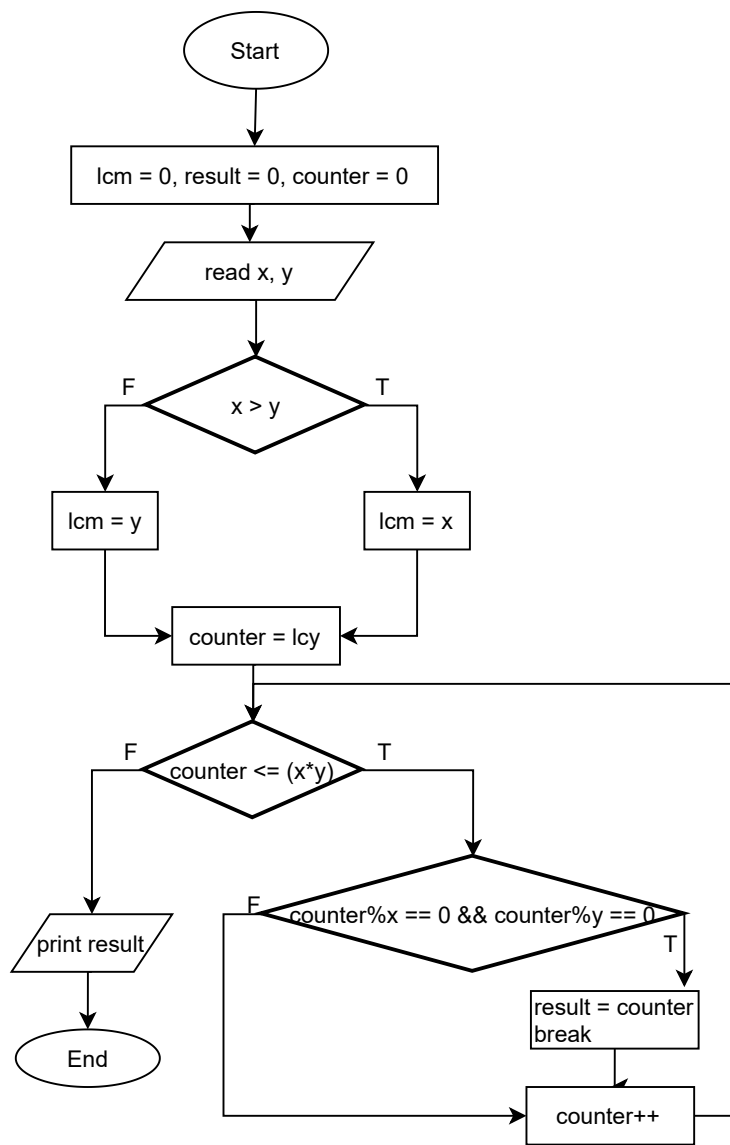 Start
lcm = 0, result = 0, counter = 0
read x, y
F
T
x > y
lcm = y
lcm = x
counter = lcy
F
T
counter <= (x*y)
F
counter%x == 0 && counter%y == 0
T
print result
result = counter
break
End
counter++